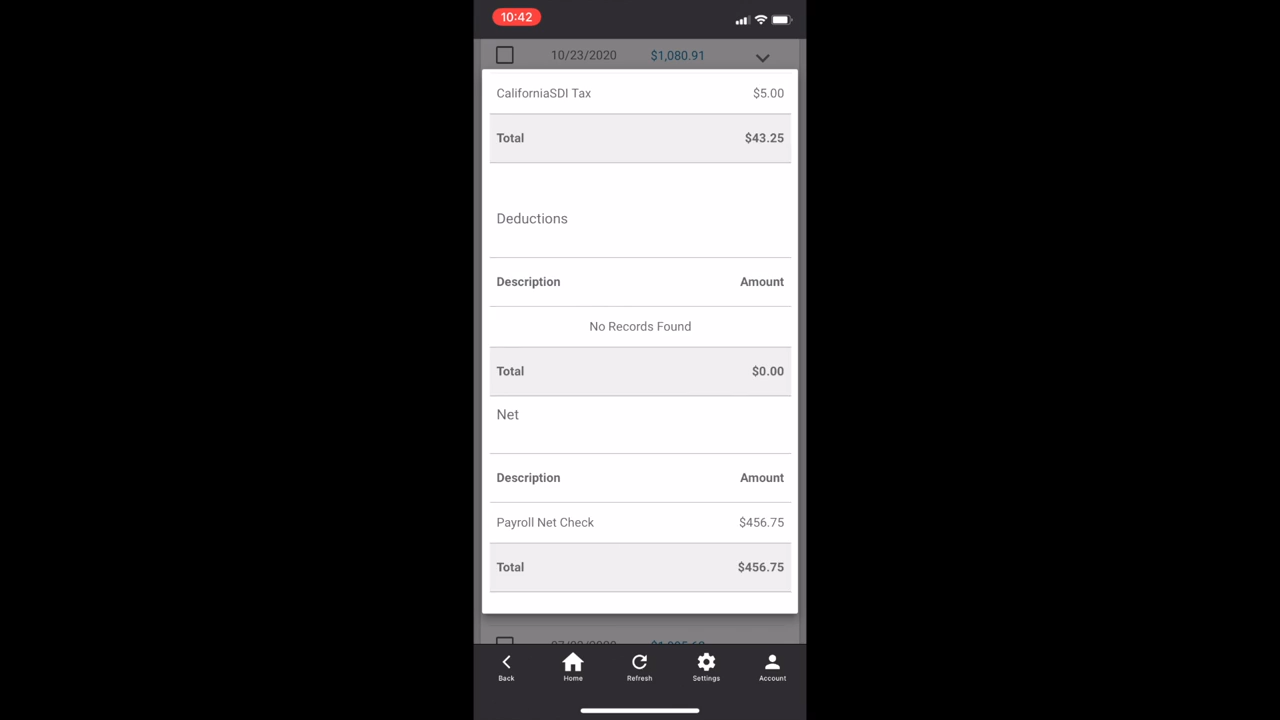 10:42
10/23/2020 $1,080.91
CaliforniaSDI Tax $5.00
Total $43.25
Deductions
Description Amount
No Records Found
Total $0.00
Net
Description Amount
Payroll Net Check $456.75
Total $456.75
Back Home Refresh Settings Account